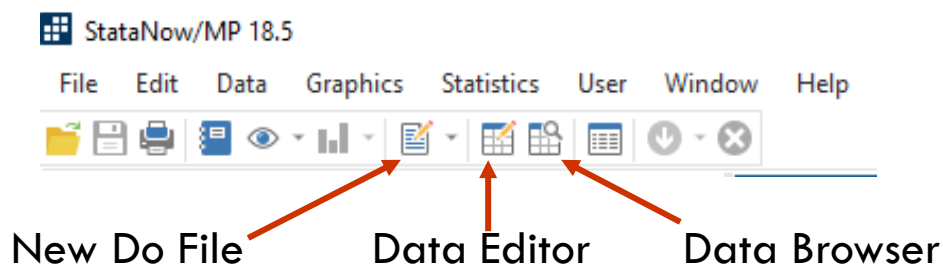 StataNow/MP 18.5
File Edit Data Graphics Statistics User Window Help
New Do File Data Editor Data Browser